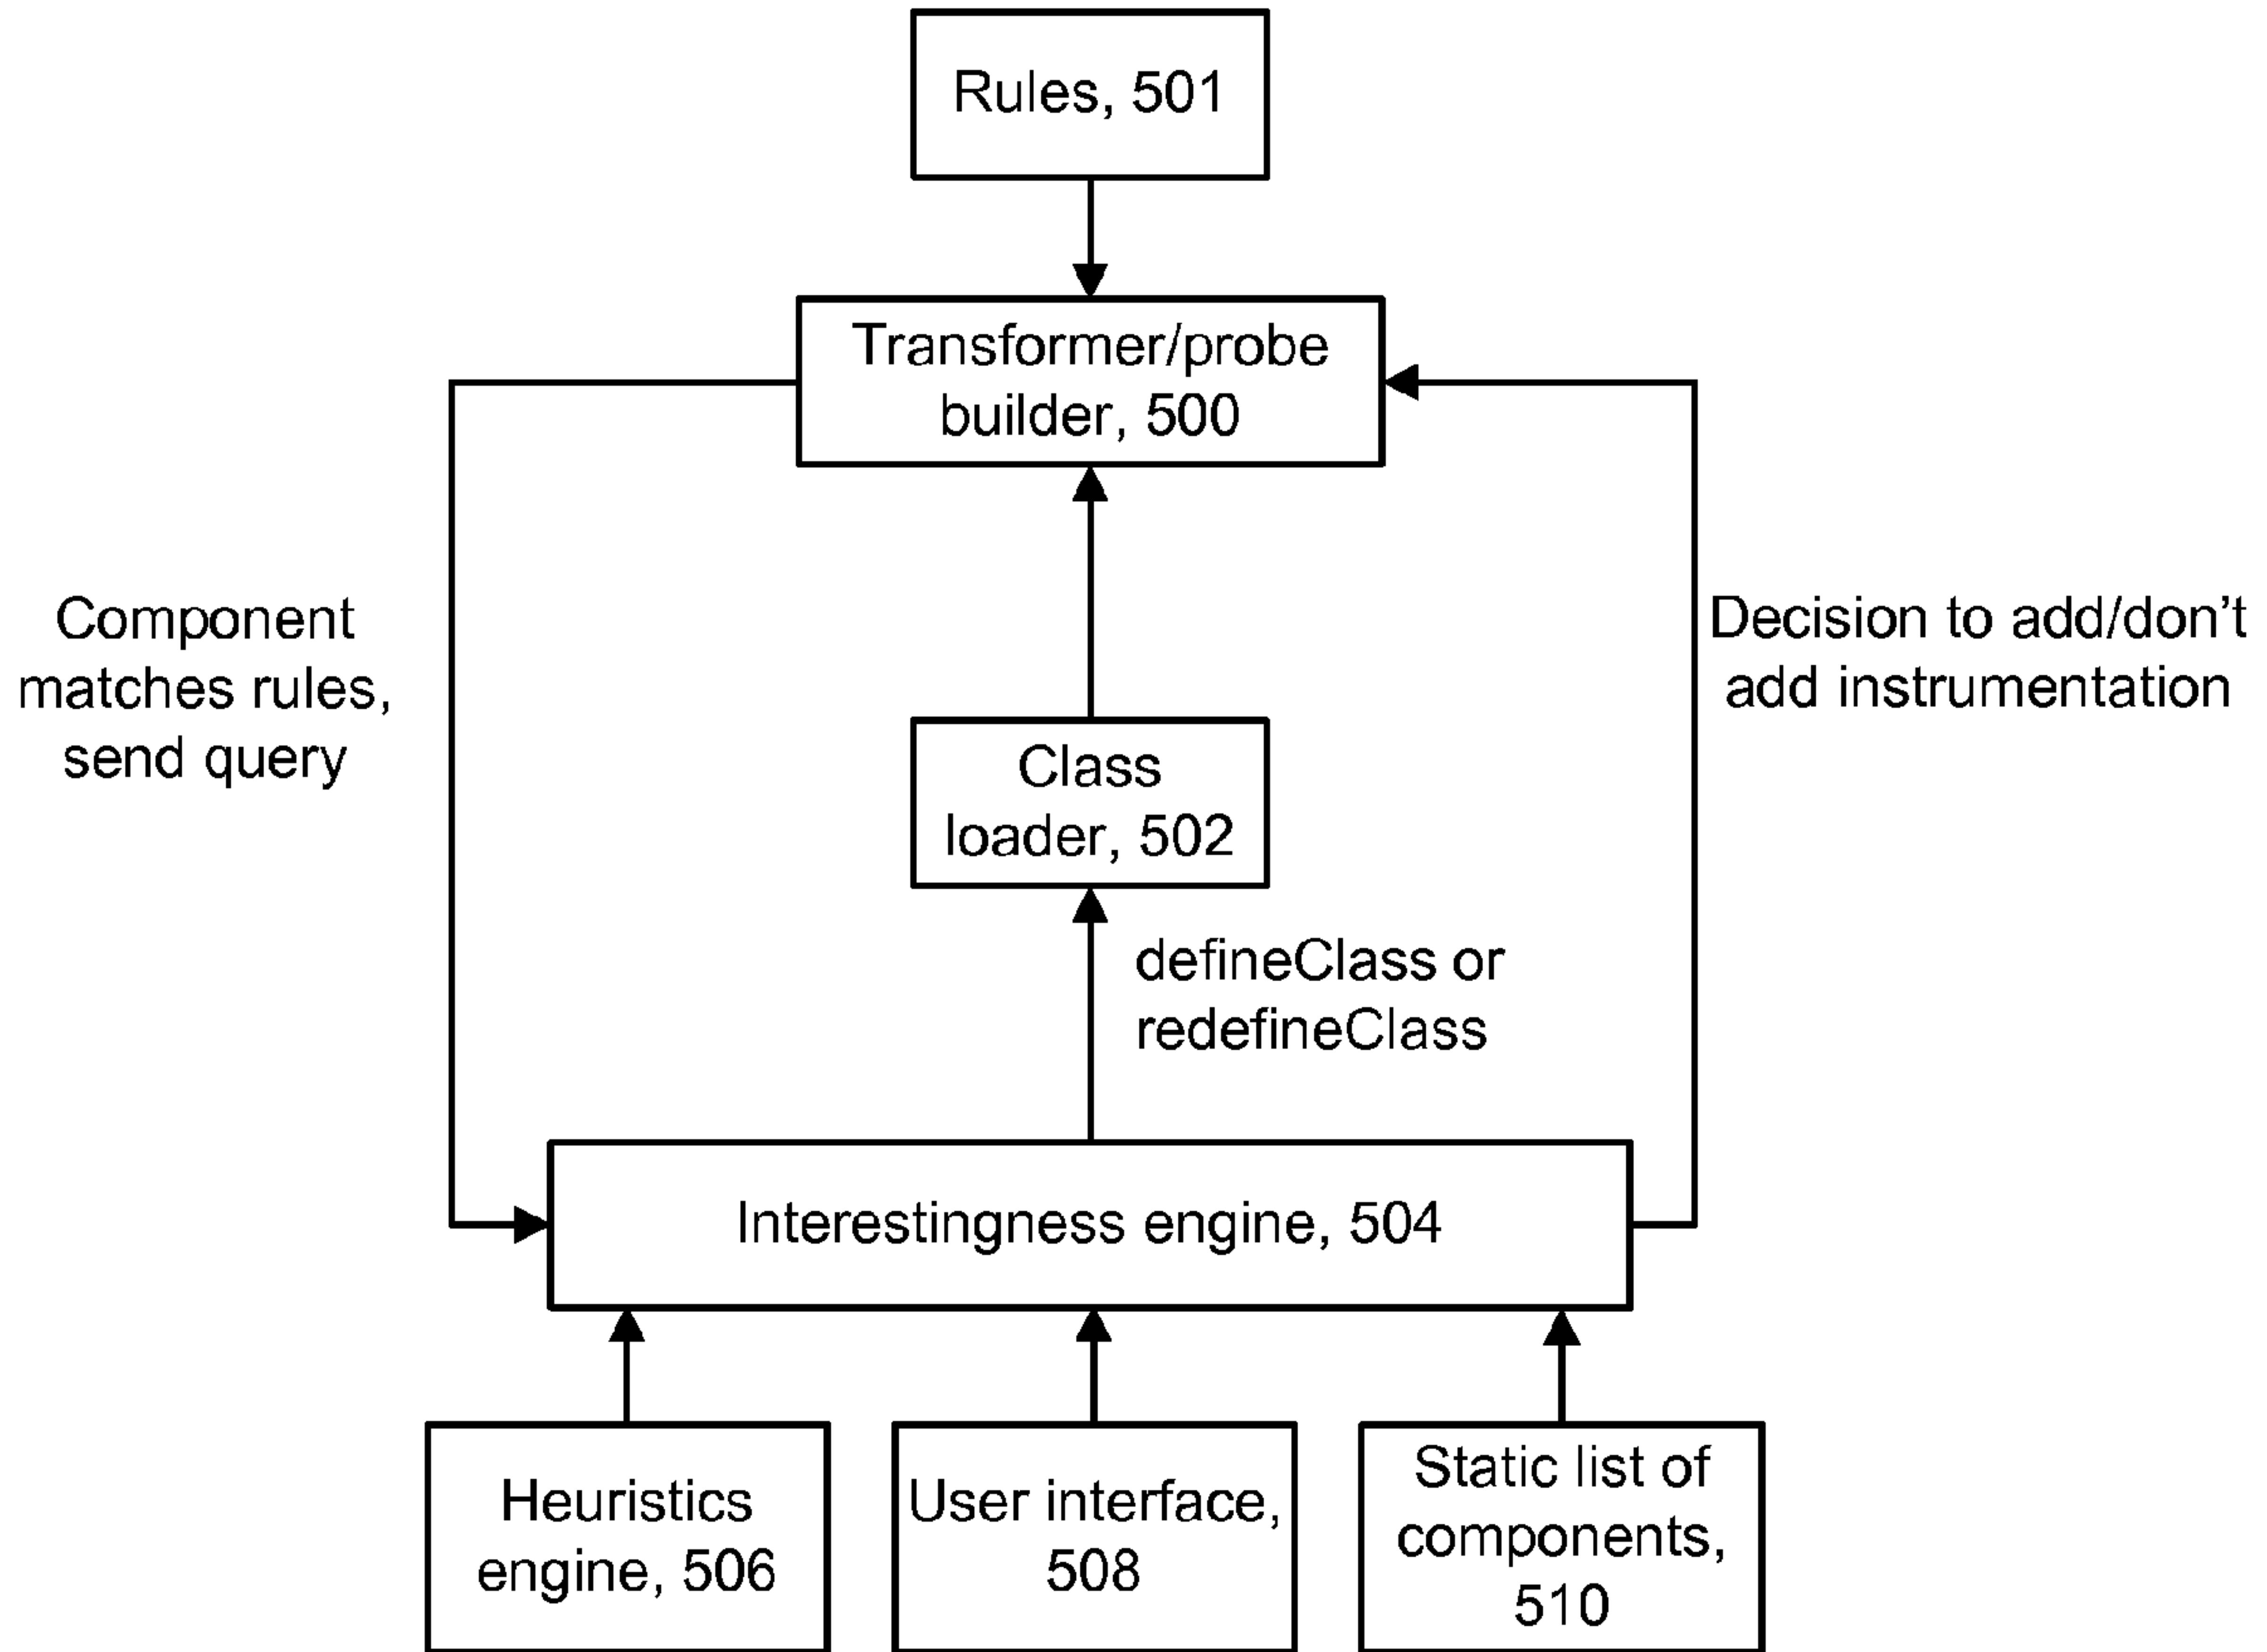 Rules, 501
Transformer/probe
builder, 500
Component
matches rules,
send query
Decision to add/don't
add instrumentation
Class
loader, 502
defineClass or
redefineClass
Interestingness engine, 504
Heuristics
engine, 506
User interface,
508
Static list of
components,
510